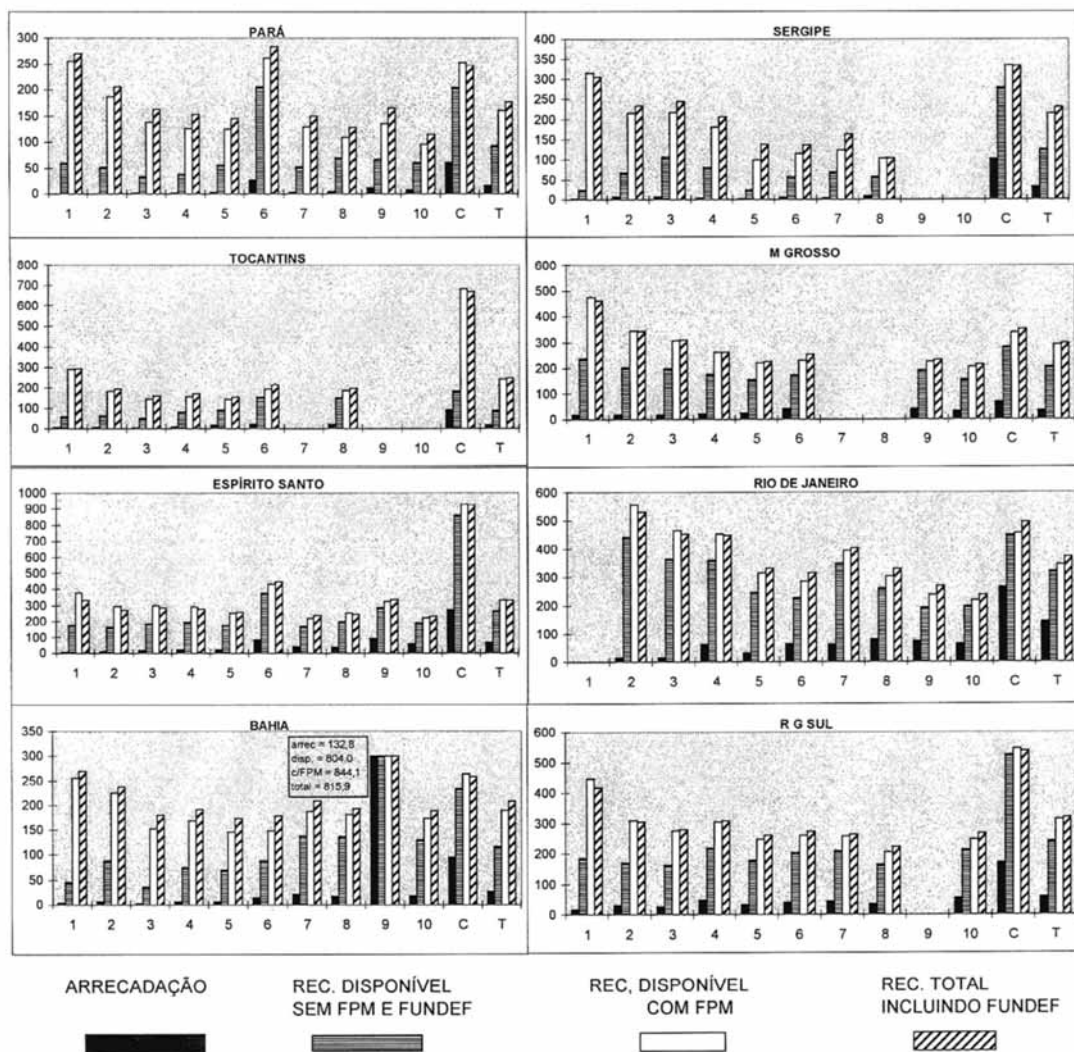 PARÁ
300
250
200
150
100
50
0
1 2 3 4 5 6 7 8 9 10 C T
SERGIPE
400
350
300
250
200
150
100
50
0
1 2 3 4 5 6 7 8 9 10 C T
TOCANTINS
800
700
600
500
400
300
200
100
0
1 2 3 4 5 6 7 8 9 10 C T
M GROSSO
600
500
400
300
200
100
0
1 2 3 4 5 6 7 8 9 10 C T
ESPÍRITO SANTO
1000
900
800
700
600
500
400
300
200
100
0
1 2 3 4 5 6 7 8 9 10 C T
RIO DE JANEIRO
600
500
400
300
200
100
0
1 2 3 4 5 6 7 8 9 10 C T
BAHIA
350
300
250
200
150
100
50
0
arrec = 132,8
disp. = 804,0
c/FPM = 844,1
total = 815,9
1 2 3 4 5 6 7 8 9 10 C T
R G SUL
600
500
400
300
200
100
0
1 2 3 4 5 6 7 8 9 10 C T
ARRECADAÇÃO
REC. DISPONÍVEL
SEM FPM E FUNDEF
REC, DISPONÍVEL
COM FPM
REC. TOTAL
INCLUINDO FUNDEF